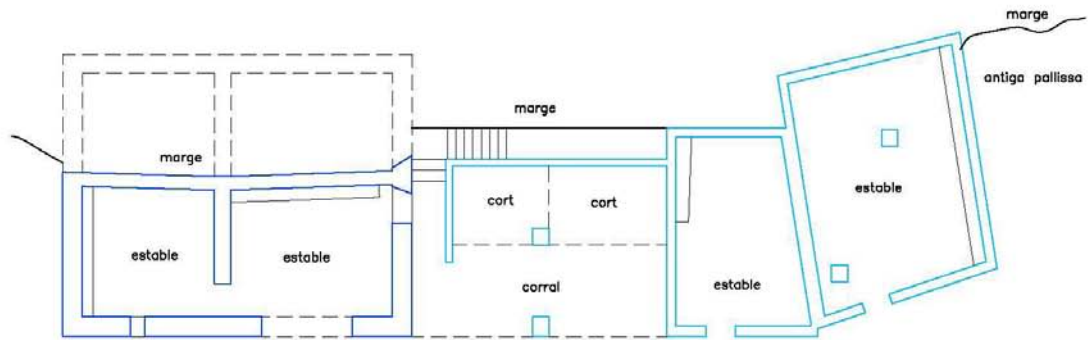 marge
antiga pallissa
marge
marge
estable
cort
cort
estable
estable
estable
corral